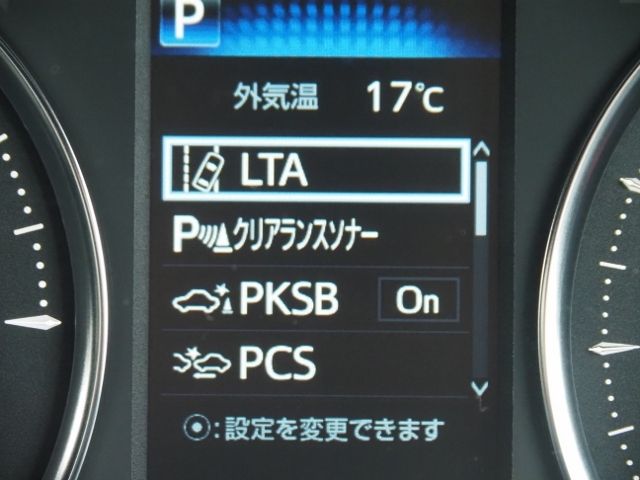 P
外気温 17℃
LTA
Pクリアランスソナー
PKSB On
PCS
⦿:設定を変更できます